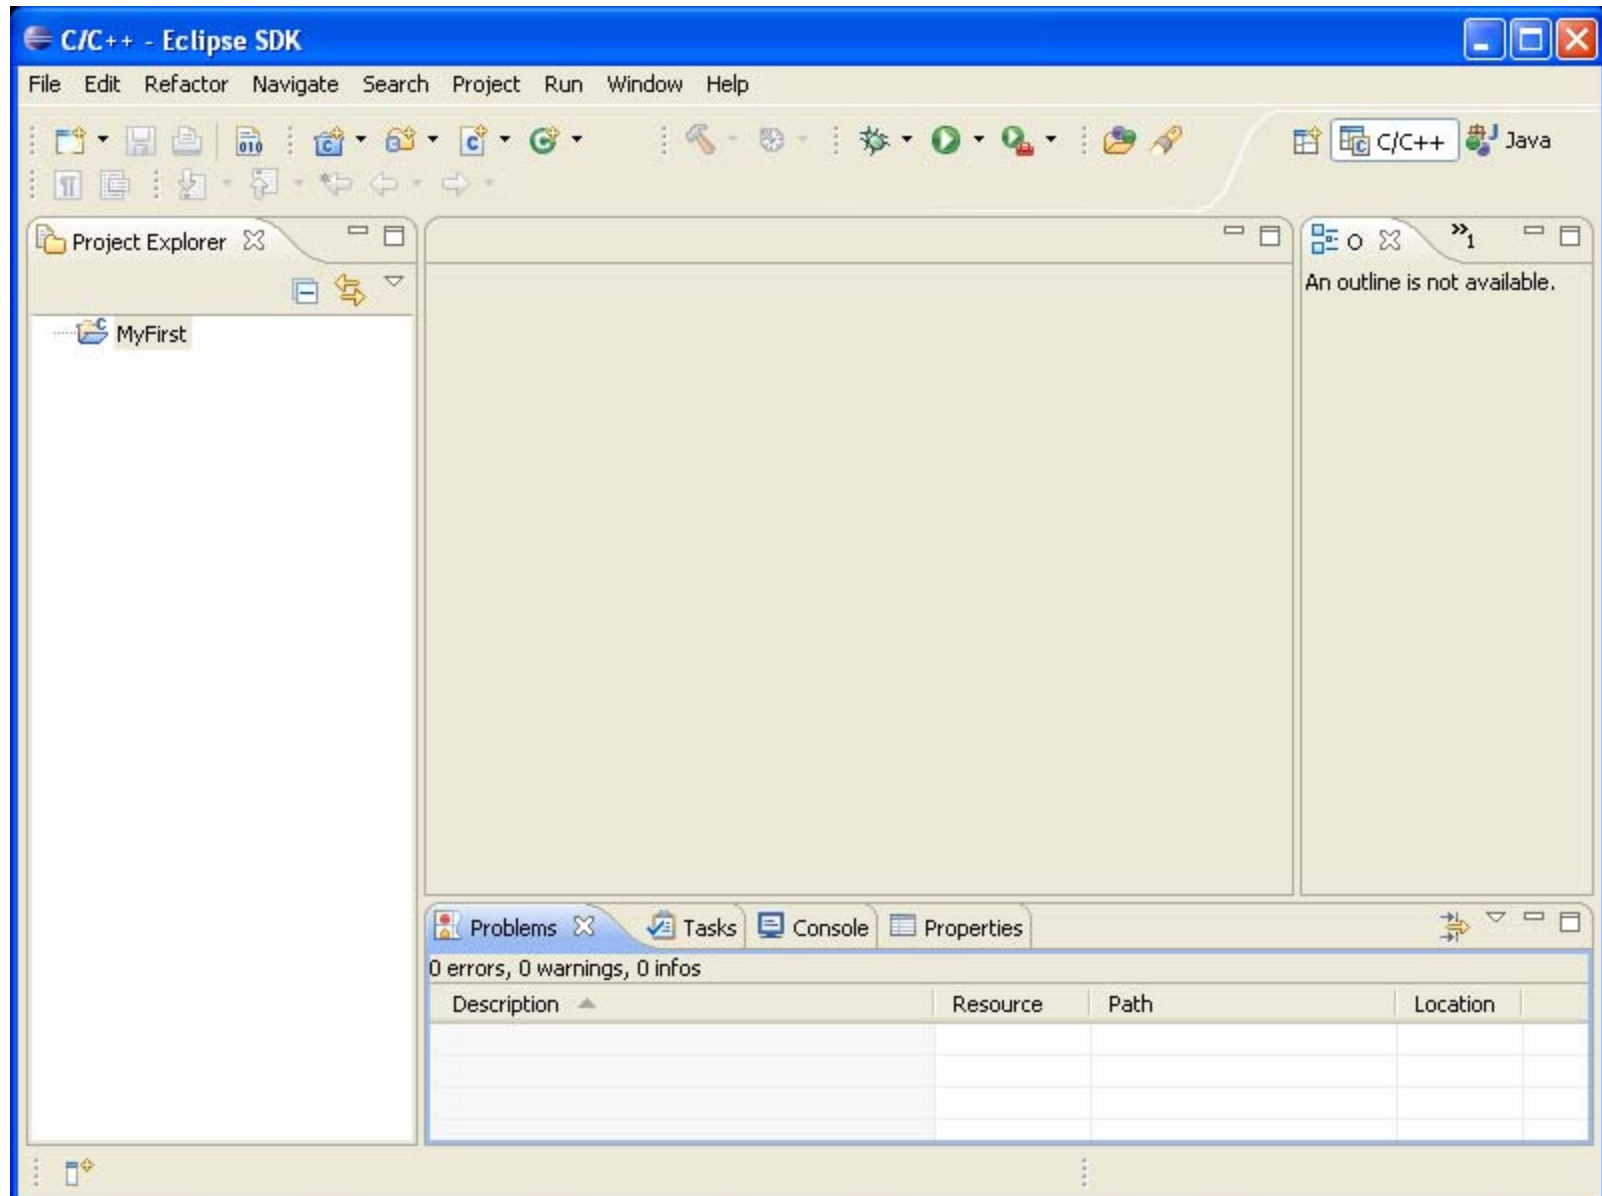 C/C++ - Eclipse SDK
File Edit Refactor Navigate Search Project Run Window Help
010
C/C++ Java
Project Explorer
O »1
An outline is not available.
MyFirst
Problems Tasks Console Properties
0 errors, 0 warnings, 0 infos
Description Resource Path Location